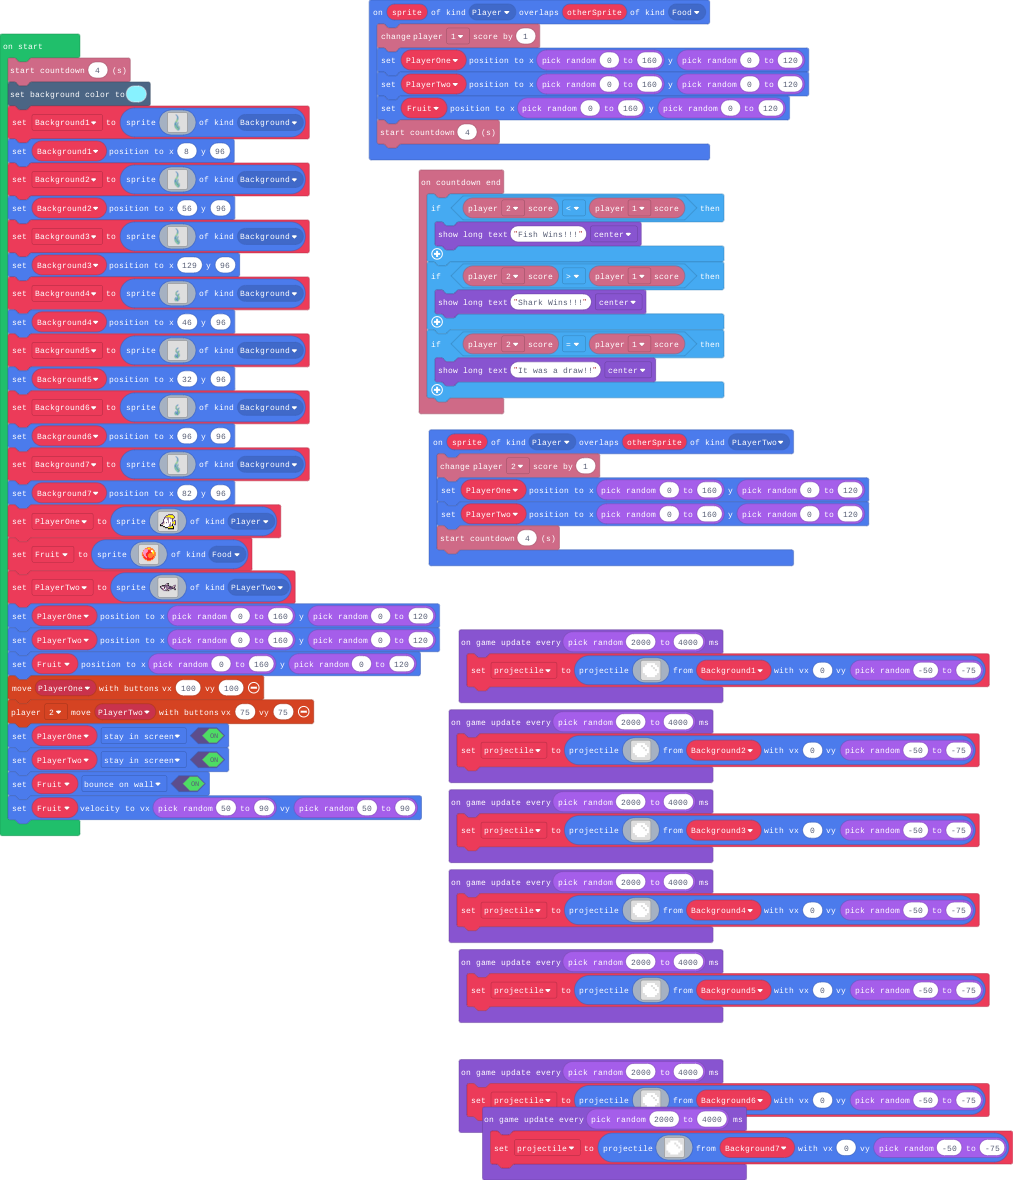 on start
start countdown 4 (s)
set background color to
set Background1 to sprite of kind Background
set Background1 position to x 8 y 96
set Background2 to sprite of kind Background
set Background2 position to x 56 y 96
set Background3 to sprite of kind Background
set Background3 position to x 129 y 96
set Background4 to sprite of kind Background
set Background4 position to x 46 y 96
set Background5 to sprite of kind Background
set Background5 position to x 32 y 96
set Background6 to sprite of kind Background
set Background6 position to x 96 y 96
set Background7 to sprite of kind Background
set Background7 position to x 82 y 96
set PlayerOne to sprite of kind Player
set Fruit to sprite of kind Food
set PlayerTwo to sprite of kind PLayerTwo
set PlayerOne position to x pick random 0 to 160 y pick random 0 to 120
set PlayerTwo position to x pick random 0 to 160 y pick random 0 to 120
set Fruit position to x pick random 0 to 160 y pick random 0 to 120
move PlayerOne with buttons vx 100 vy 100
player 2 move PlayerTwo with buttons vx 75 vy 75
set PlayerOne stay in screen ON
set PlayerTwo stay in screen ON
set Fruit bounce on wall ON
set Fruit velocity to vx pick random 50 to 90 vy pick random 50 to 90
on sprite of kind Player overlaps otherSprite of kind Food
change player 1 score by 1
set PlayerOne position to x pick random 0 to 160 y pick random 0 to 120
set PlayerTwo position to x pick random 0 to 160 y pick random 0 to 120
set Fruit position to x pick random 0 to 160 y pick random 0 to 120
start countdown 4 (s)
on countdown end
if player 2 score < player 1 score then
show long text "Fish Wins!!!" center
if player 2 score > player 1 score then
show long text "Shark Wins!!!" center
if player 2 score = player 1 score then
show long text "It was a draw!!" center
on sprite of kind Player overlaps otherSprite of kind PLayerTwo
change player 2 score by 1
set PlayerOne position to x pick random 0 to 160 y pick random 0 to 120
set PlayerTwo position to x pick random 0 to 160 y pick random 0 to 120
start countdown 4 (s)
on game update every pick random 2000 to 4000 ms
set projectile to projectile from Background1 with vx 0 vy pick random -50 to -75
on game update every pick random 2000 to 4000 ms
set projectile to projectile from Background2 with vx 0 vy pick random -50 to -75
on game update every pick random 2000 to 4000 ms
set projectile to projectile from Background3 with vx 0 vy pick random -50 to -75
on game update every pick random 2000 to 4000 ms
set projectile to projectile from Background4 with vx 0 vy pick random -50 to -75
on game update every pick random 2000 to 4000 ms
set projectile to projectile from Background5 with vx 0 vy pick random -50 to -75
on game update every pick random 2000 to 4000 ms
set projectile to projectile from Background6 with vx 0 vy pick random -50 to -75
on game update every pick random 2000 to 4000 ms
set projectile to projectile from Background7 with vx 0 vy pick random -50 to -75